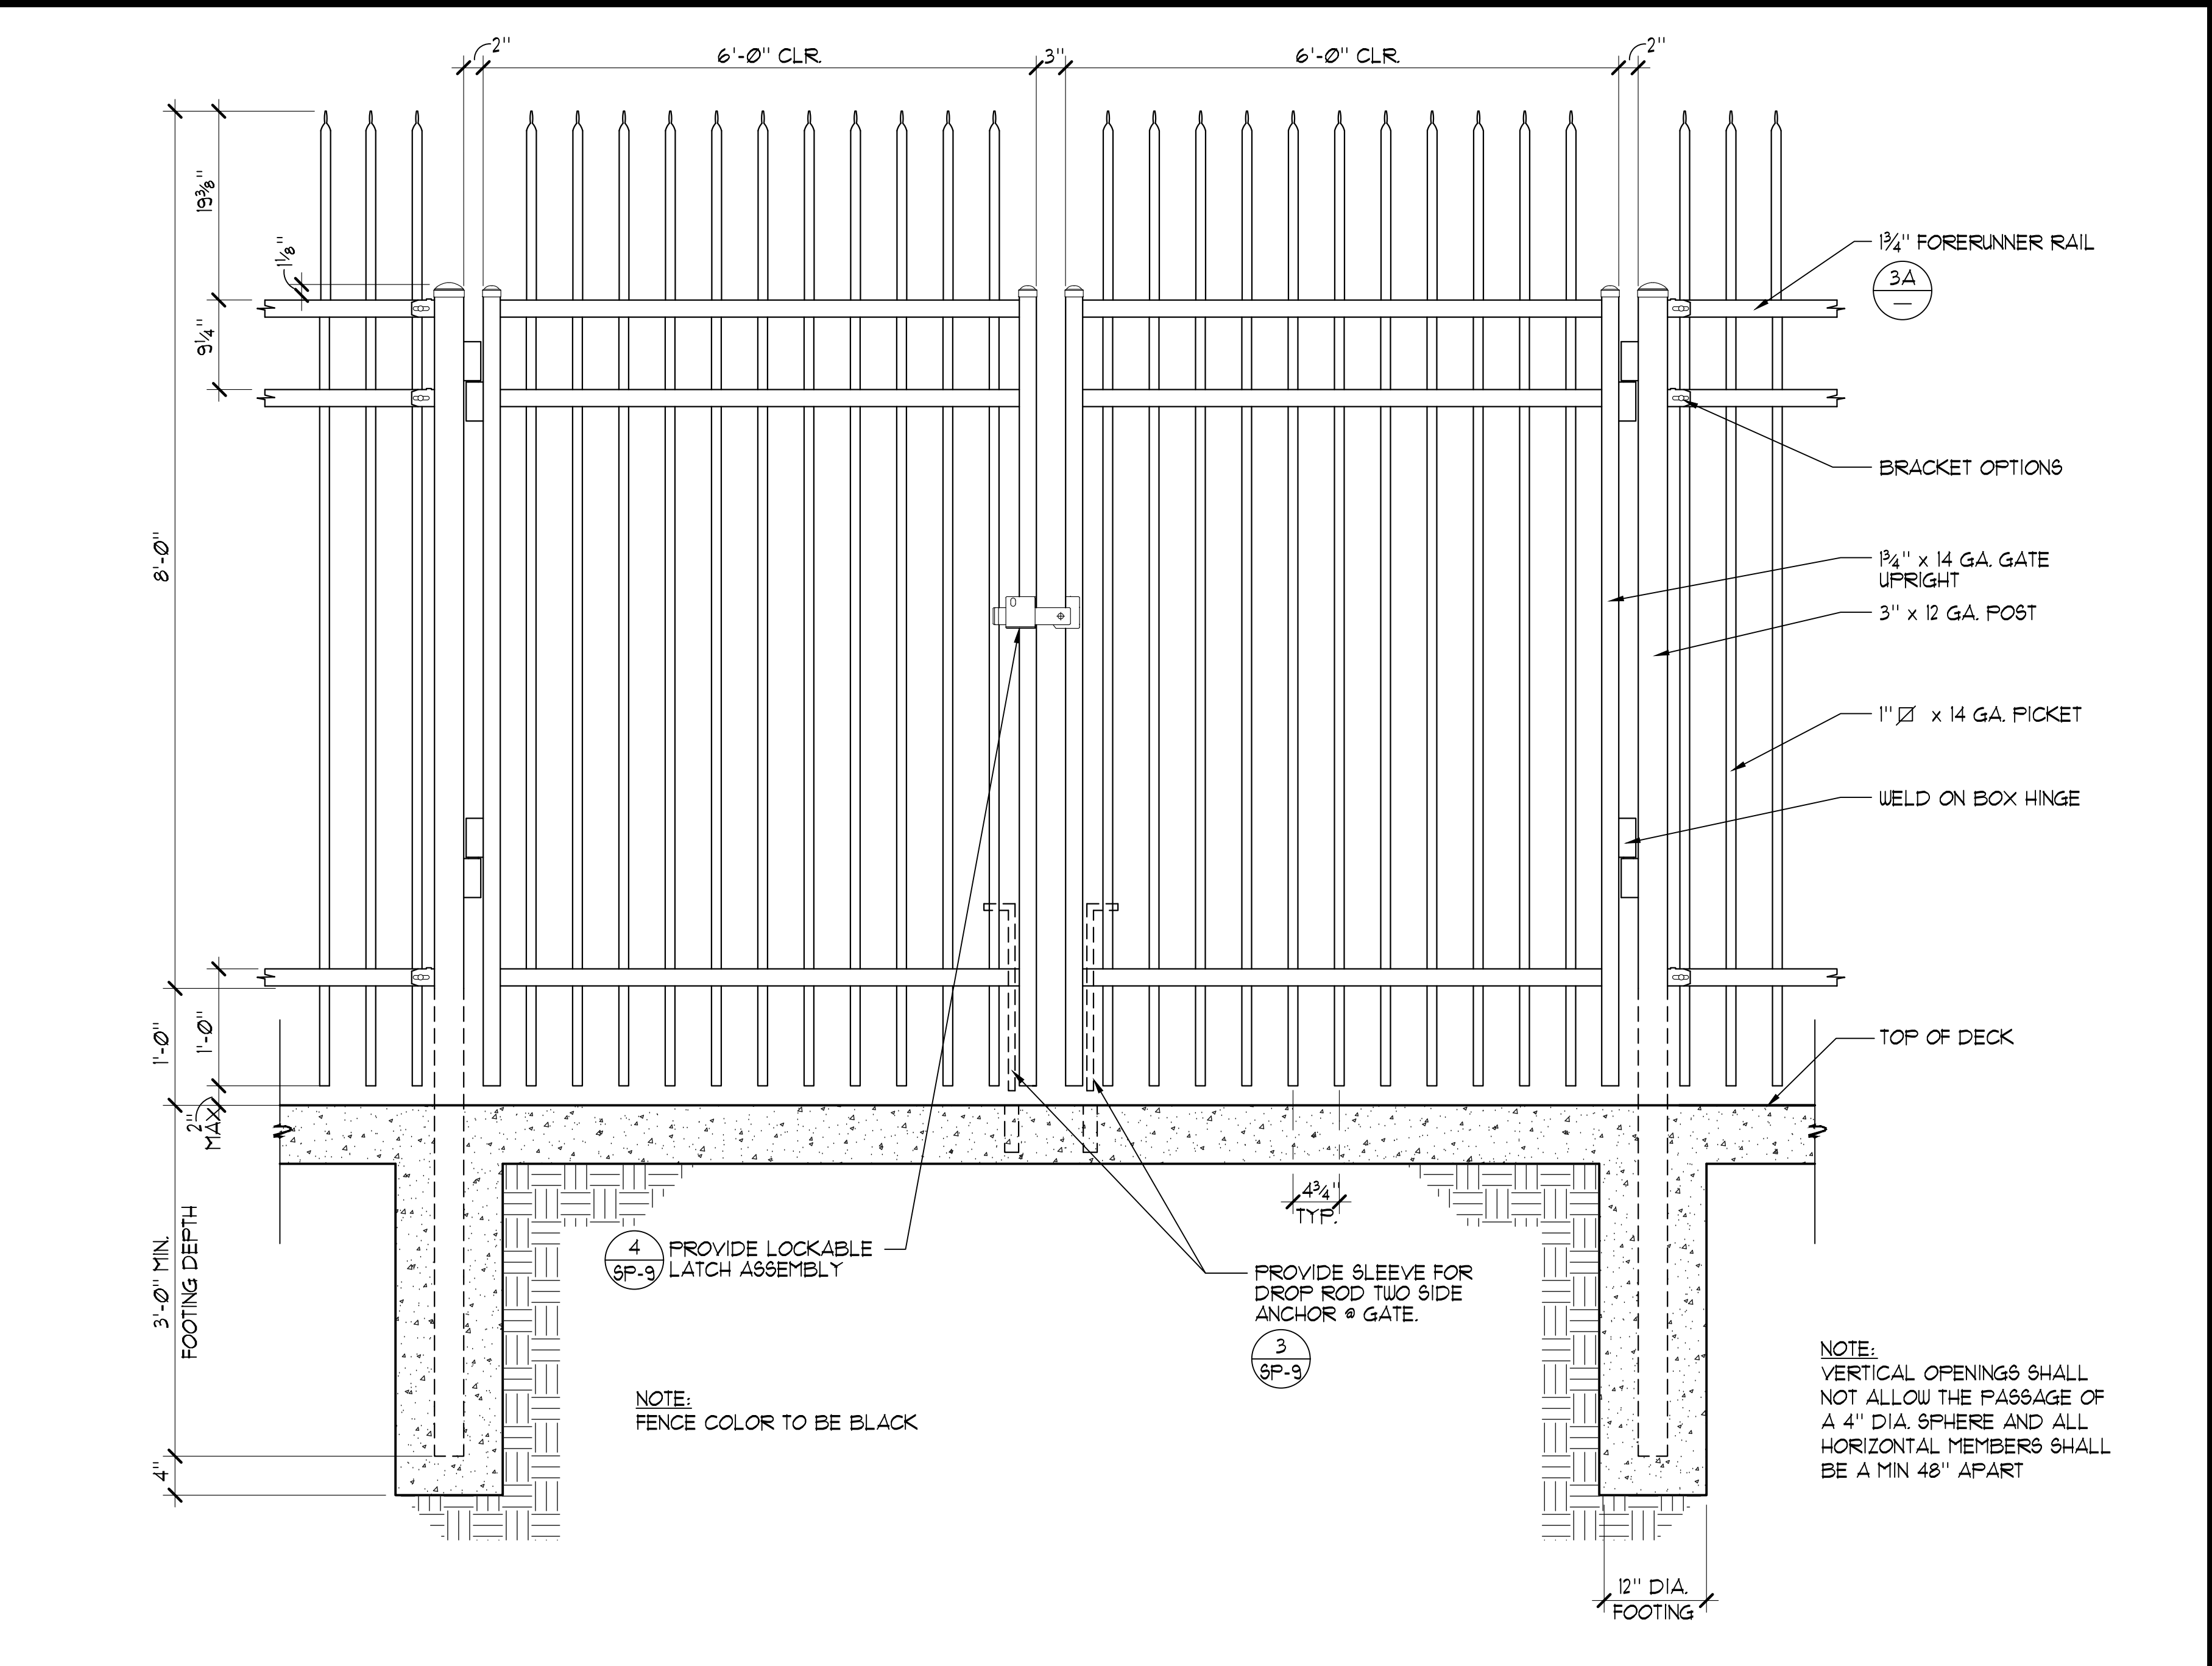 2"
6'-0" CLR.
3"
6'-0" CLR.
2"
19⅜"
1⅛"
9¼"
8'-0"
1¾" FORERUNNER RAIL
3A
—
BRACKET OPTIONS
1¾" x 14 GA. GATE
UPRIGHT
3" x 12 GA. POST
1" x 14 GA. PICKET
WELD ON BOX HINGE
1'-0"
1'-0"
TOP OF DECK
2"
MAX.
4¾"
TYP.
3'-0" MIN.
FOOTING DEPTH
4
SP-9
PROVIDE LOCKABLE
LATCH ASSEMBLY
PROVIDE SLEEVE FOR
DROP ROD TWO SIDE
ANCHOR @ GATE.
3
SP-9
NOTE:
FENCE COLOR TO BE BLACK
NOTE:
VERTICAL OPENINGS SHALL
NOT ALLOW THE PASSAGE OF
A 4" DIA. SPHERE AND ALL
HORIZONTAL MEMBERS SHALL
BE A MIN 48" APART
4"
12" DIA.
FOOTING